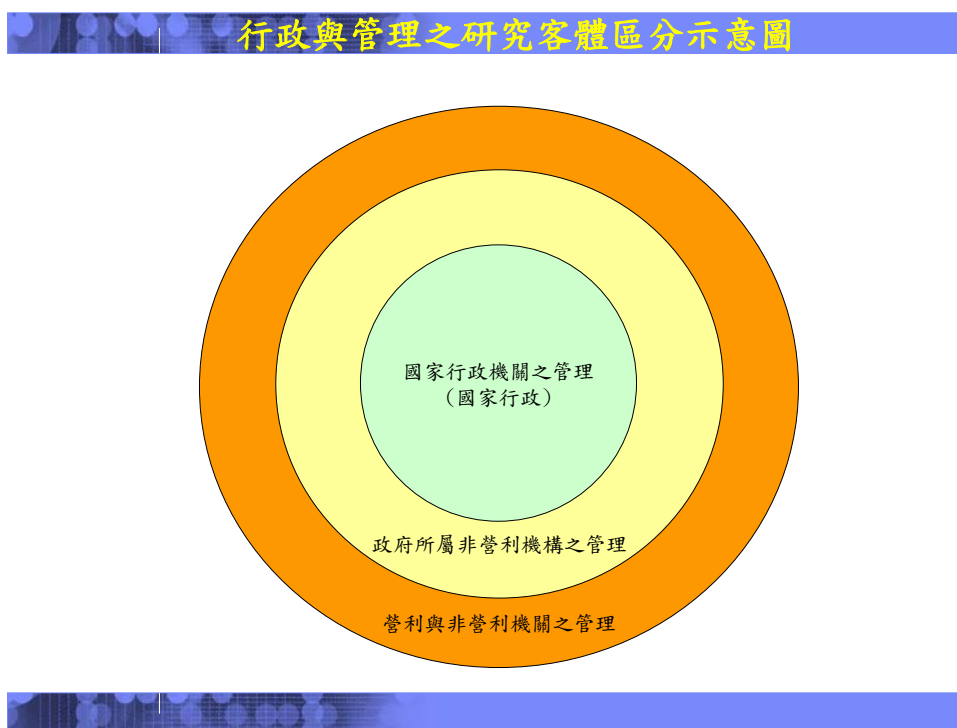 行政與管理之研究客體區分示意圖
國家行政機關之管理
（國家行政）
政府所屬非營利機構之管理
營利與非營利機關之管理